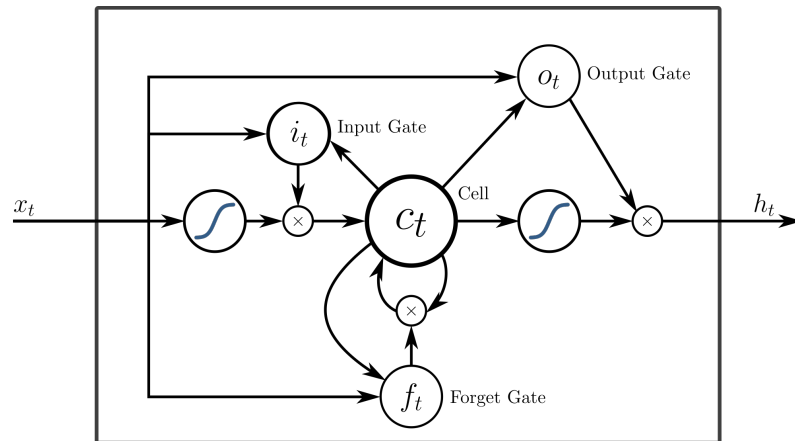 o_t Output Gate
i_t Input Gate
x_t
×
c_t
Cell
×
h_t
×
f_t Forget Gate